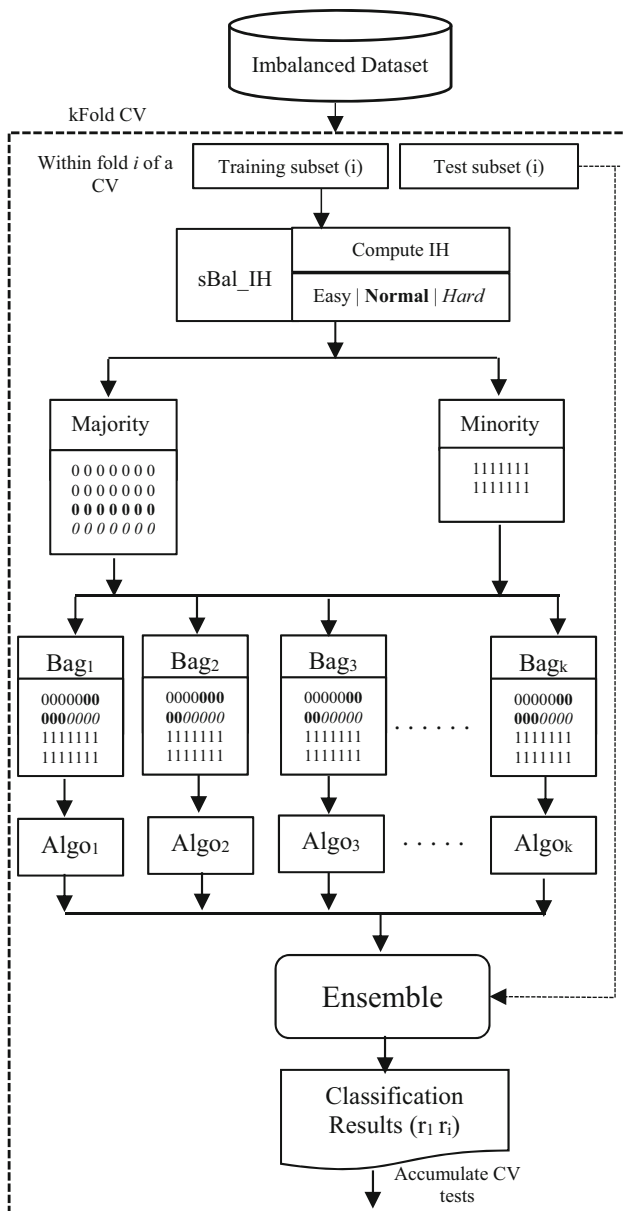 Imbalanced Dataset
kFold CV
Within fold i of a
CV
Training subset (i)
Test subset (i)
sBal_IH
Compute IH
Easy | Normal | Hard
Majority
0 0 0 0 0 0 0
0 0 0 0 0 0 0
0 0 0 0 0 0 0
0 0 0 0 0 0 0
Minority
1111111
1111111
Bag1
0000000
0000000
1111111
1111111
Bag2
0000000
0000000
1111111
1111111
Bag3
0000000
0000000
1111111
1111111
. . . . . .
Bagk
0000000
0000000
1111111
1111111
Algo1
Algo2
Algo3
. . . . .
Algok
Ensemble
Classification
Results (r1 ri)
Accumulate CV
tests